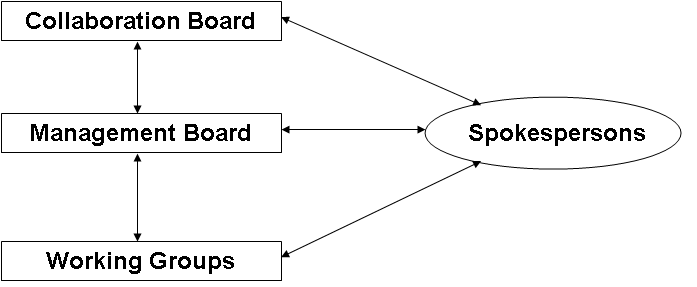 Collaboration Board
Management Board
Spokespersons
Working Groups